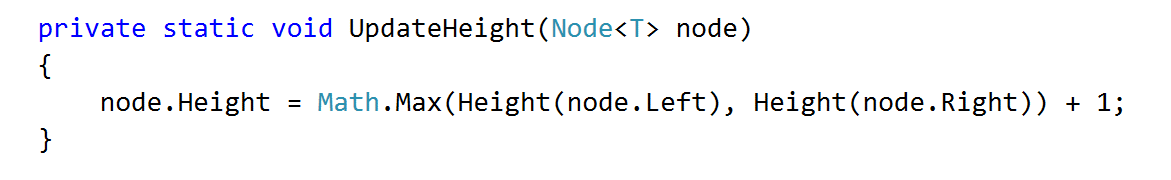 private static void UpdateHeight(Node<T> node)
{
    node.Height = Math.Max(Height(node.Left), Height(node.Right)) + 1;
}